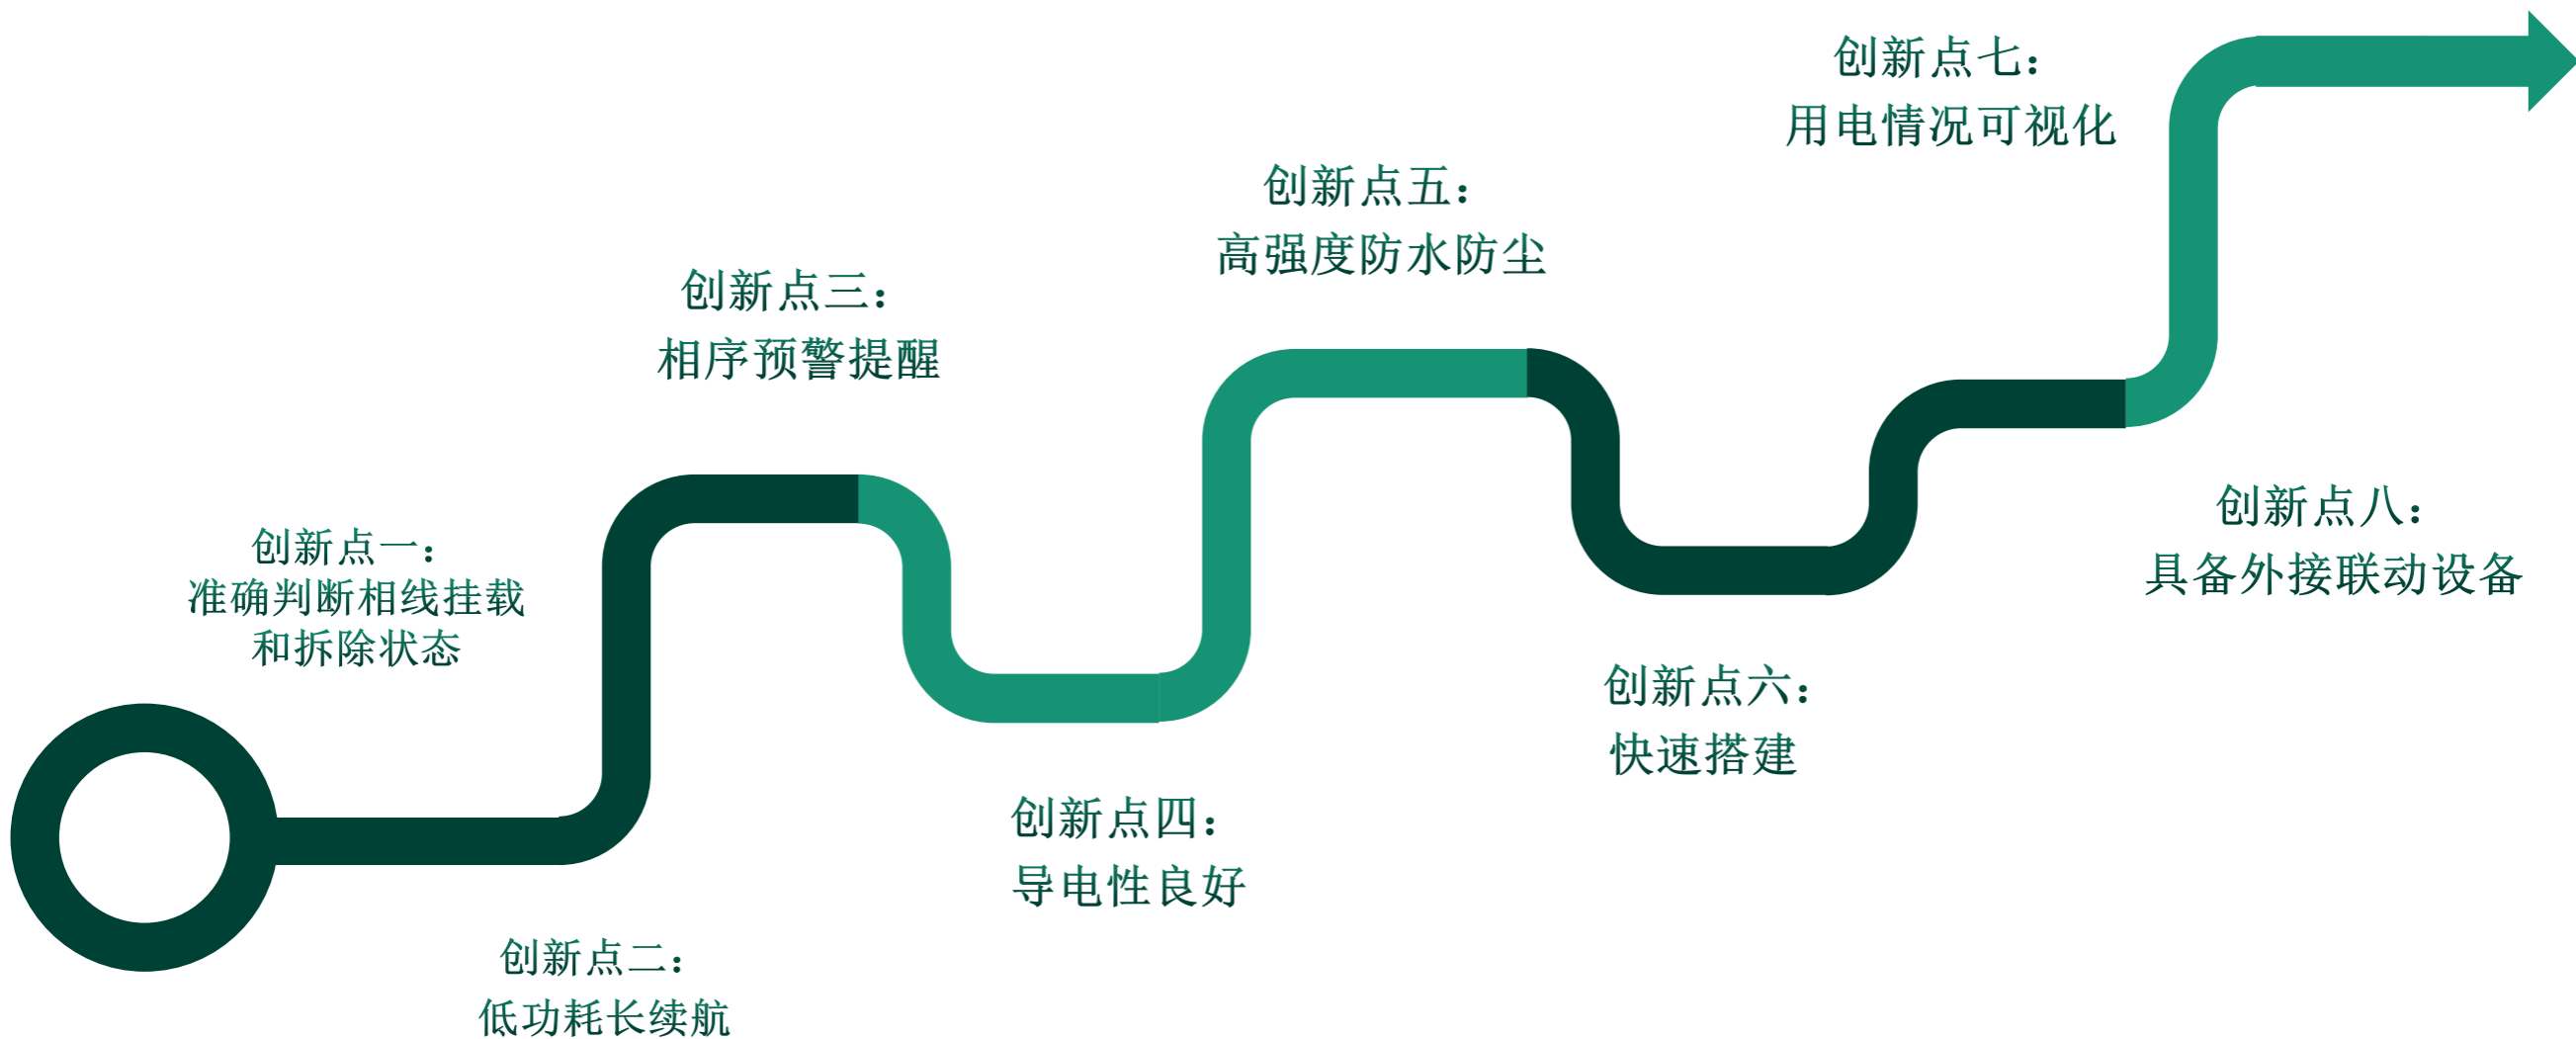 创新点一：
准确判断相线挂载
和拆除状态
创新点二：
低功耗长续航
创新点三：
相序预警提醒
创新点四：
导电性良好
创新点五：
高强度防水防尘
创新点六：
快速搭建
创新点七：
用电情况可视化
创新点八：
具备外接联动设备